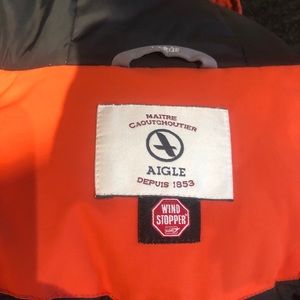 MAITRE
CAOUTCHOUTIER
AIGLE
DEPUIS 1853
WIND
STOPPER